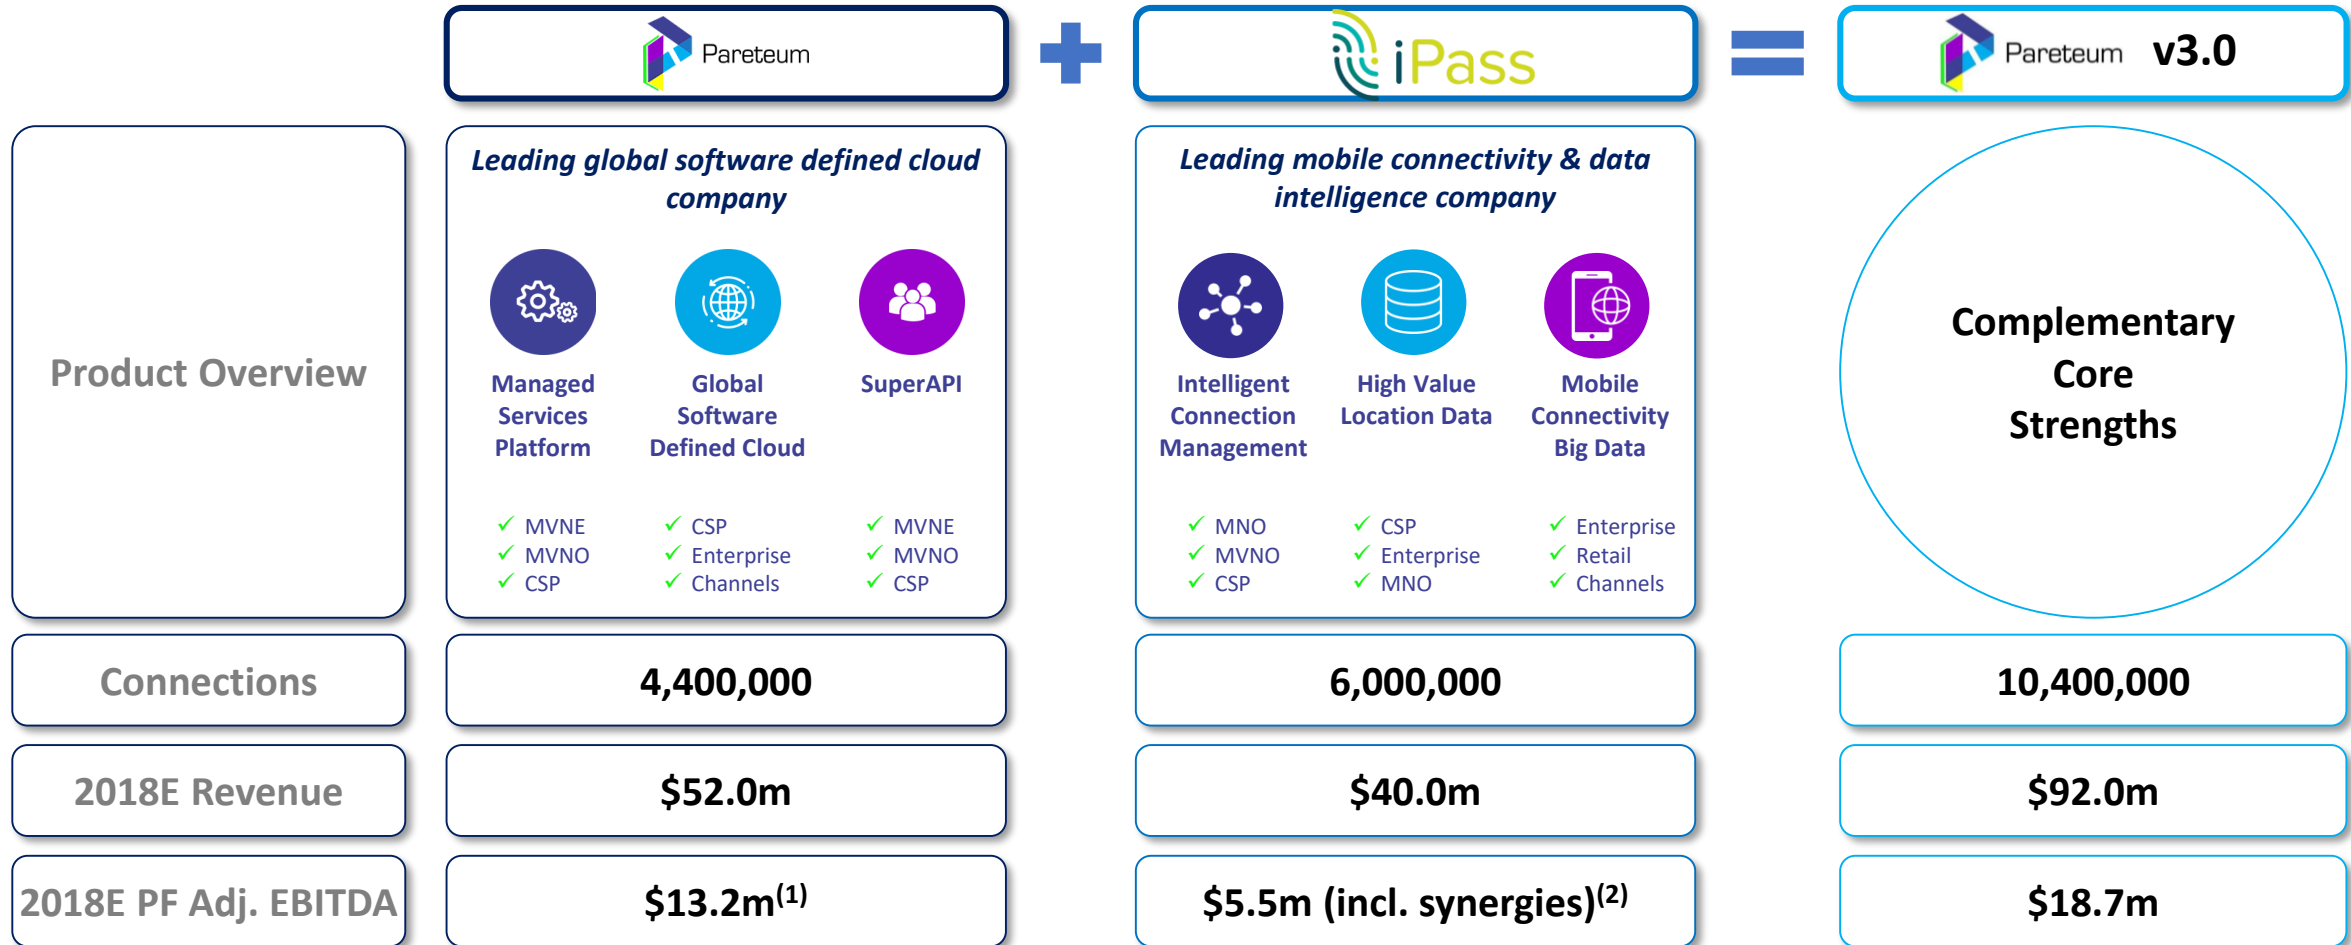 Pareteum
iPass
Pareteum v3.0
Product Overview
Leading global software defined cloud
company
Managed
Services
Platform
Global
Software
Defined Cloud
SuperAPI
✓ MVNE
✓ MVNO
✓ CSP
✓ CSP
✓ Enterprise
✓ Channels
✓ MVNE
✓ MVNO
✓ CSP
Leading mobile connectivity & data
intelligence company
Intelligent
Connection
Management
High Value
Location Data
Mobile
Connectivity
Big Data
✓ MNO
✓ MVNO
✓ CSP
✓ CSP
✓ Enterprise
✓ MNO
✓ Enterprise
✓ Retail
✓ Channels
Complementary
Core
Strengths
Connections
4,400,000
6,000,000
10,400,000
2018E Revenue
$52.0m
$40.0m
$92.0m
2018E PF Adj. EBITDA
$13.2m(1)
$5.5m (incl. synergies)(2)
$18.7m